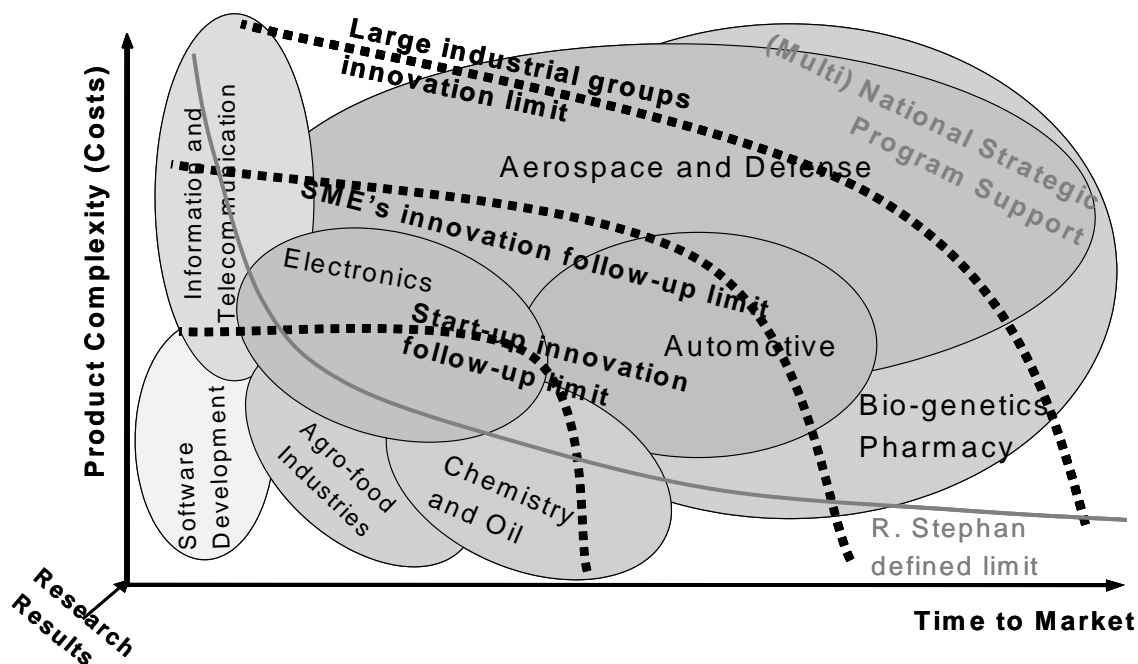 Large industrial groups
innovation limit
(Multi) National Strategic
Program Support
Aerospace and Defense
Information and
Telecommunication
SME's innovation follow-up limit
Electronics
Start-up innovation
follow-up limit
Automotive
Bio-genetics
Pharmacy
Agro-food
Industries
Chemistry
and Oil
Software
Development
R. Stephan
defined limit
Product Complexity (Costs)
Time to Market
Research
Results